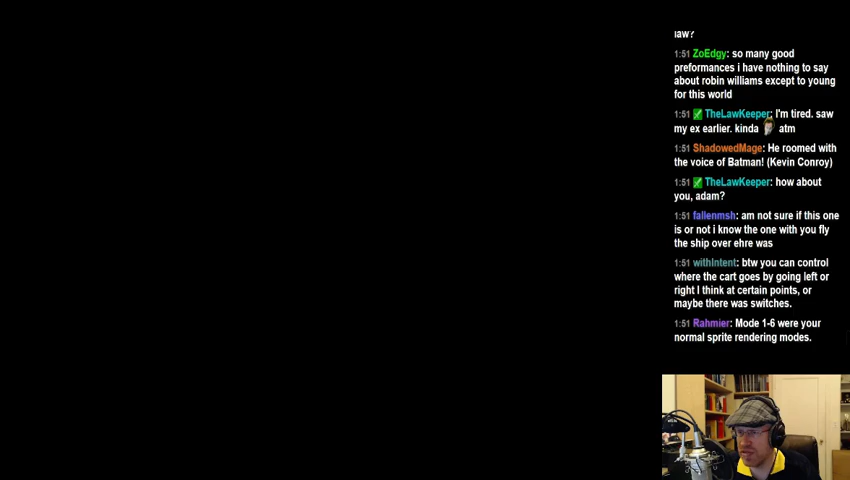 law?
1:51 ZoEdgy: so many good
preformances i have nothing to say
about robin williams except to young
for this world
1:51 TheLawKeeper: I'm tired. saw
my ex earlier. kinda atm
1:51 ShadowedMage: He roomed with
the voice of Batman! (Kevin Conroy)
1:51 TheLawKeeper: how about
you, adam?
1:51 fallenmsh: am not sure if this one
is or not i know the one with you fly
the ship over ehre was
1:51 withIntent: btw you can control
where the cart goes by going left or
right I think at certain points, or
maybe there was switches.
1:51 Rahmier: Mode 1-6 were your
normal sprite rendering modes.